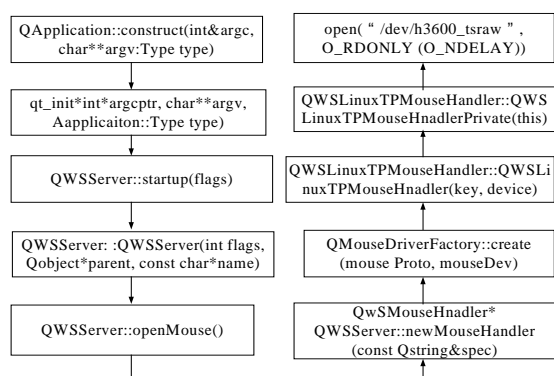 QApplication::construct(int&argc,
char**argv:Type type)
qt_init*int*argcptr, char**argv,
Aapplicaiton::Type type)
QWSServer::startup(flags)
QWSServer: :QWSServer(int flags,
Qobject*parent, const char*name)
QWSServer::openMouse()
open( “ /dev/h3600_tsraw ” ,
O_RDONLY (O_NDELAY))
QWSLinuxTPMouseHandler::QWS
LinuxTPMouseHnadlerPrivate(this)
QWSLinuxTPMouseHandler::QWSLi
nuxTPMouseHnadler(key, device)
QMouseDriverFactory::create
(mouse Proto, mouseDev)
QwSMouseHnadler*
QWSServer::newMouseHandler
(const Qstring&spec)